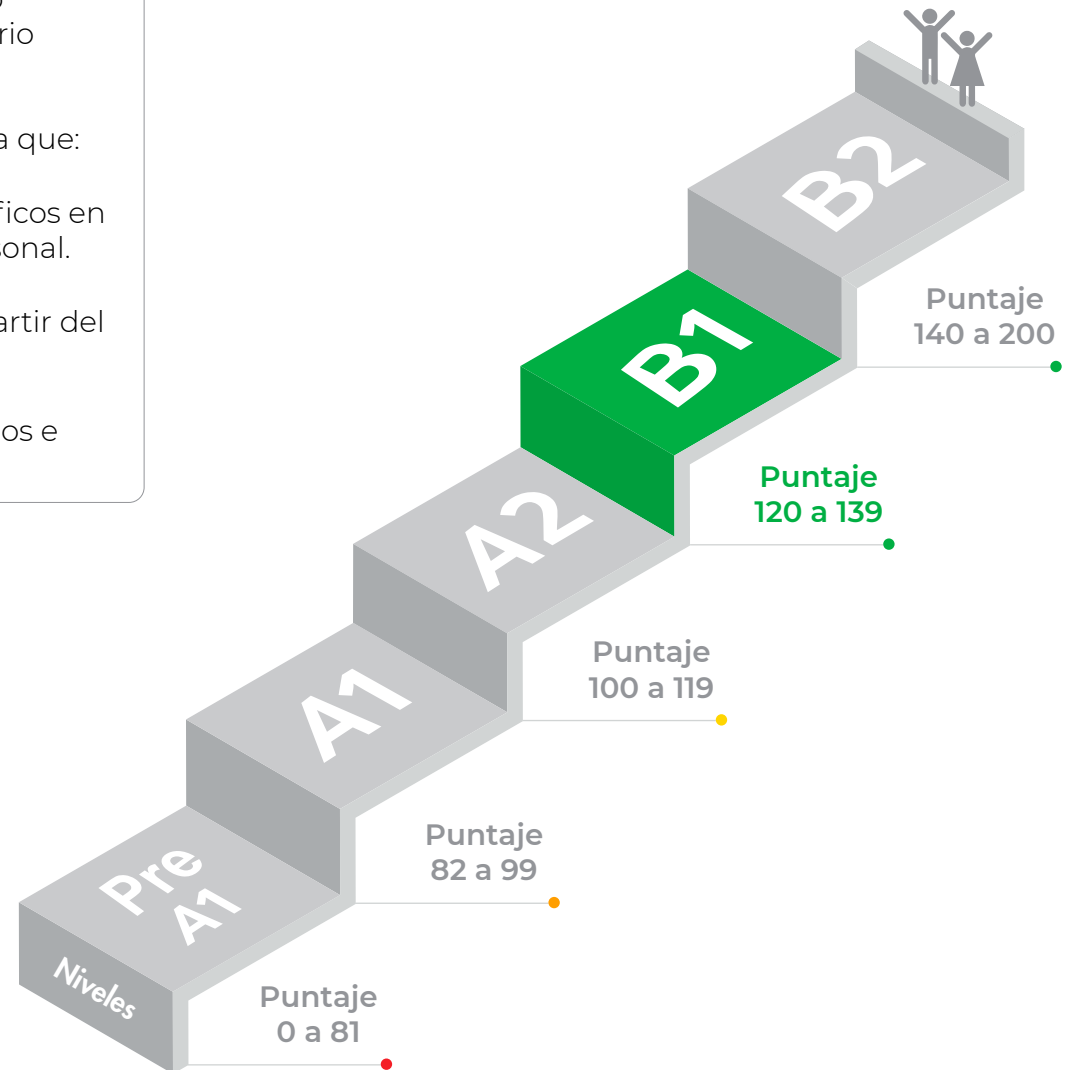 rio
a que:
ficos en
sonal.
artir del
os e
B2
Puntaje
140 a 200
B1
Puntaje
120 a 139
A2
Puntaje
100 a 119
A1
Puntaje
82 a 99
Pre
A1
Niveles
Puntaje
0 a 81